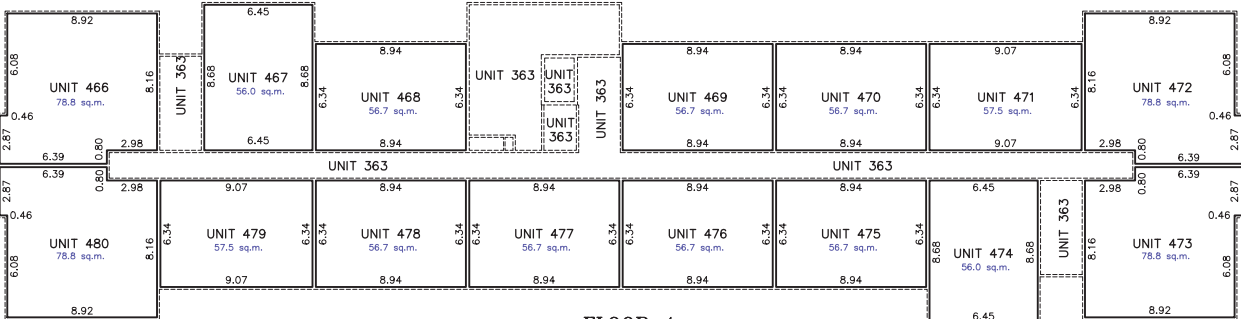 8.92
6.08
UNIT 466
78.8 sq.m.
8.16
0.46
2.87
2.98
0.80
6.39
UNIT 363
6.45
8.68
UNIT 467
56.0 sq.m.
8.68
6.45
8.94
6.34
UNIT 468
56.7 sq.m.
6.34
8.94
UNIT 363
UNIT
363
UNIT
363
UNIT 363
8.94
6.34
UNIT 469
56.7 sq.m.
6.34
8.94
8.94
6.34
UNIT 470
56.7 sq.m.
6.34
8.94
9.07
6.34
UNIT 471
57.5 sq.m.
6.34
9.07
8.92
6.08
8.16
UNIT 472
78.8 sq.m.
0.46
2.87
2.98
0.80
6.39
UNIT 363
UNIT 363
6.39
0.80
2.87
2.98
0.46
UNIT 480
78.8 sq.m.
8.16
6.08
8.92
9.07
6.34
UNIT 479
57.5 sq.m.
6.34
9.07
8.94
6.34
UNIT 478
56.7 sq.m.
6.34
8.94
8.94
6.34
UNIT 477
56.7 sq.m.
6.34
8.94
8.94
6.34
UNIT 476
56.7 sq.m.
6.34
8.94
8.94
6.34
UNIT 475
56.7 sq.m.
6.34
8.94
6.45
8.68
UNIT 474
56.0 sq.m.
8.68
6.45
UNIT 363
6.39
0.80
2.87
2.98
0.46
8.16
UNIT 473
78.8 sq.m.
6.08
8.92